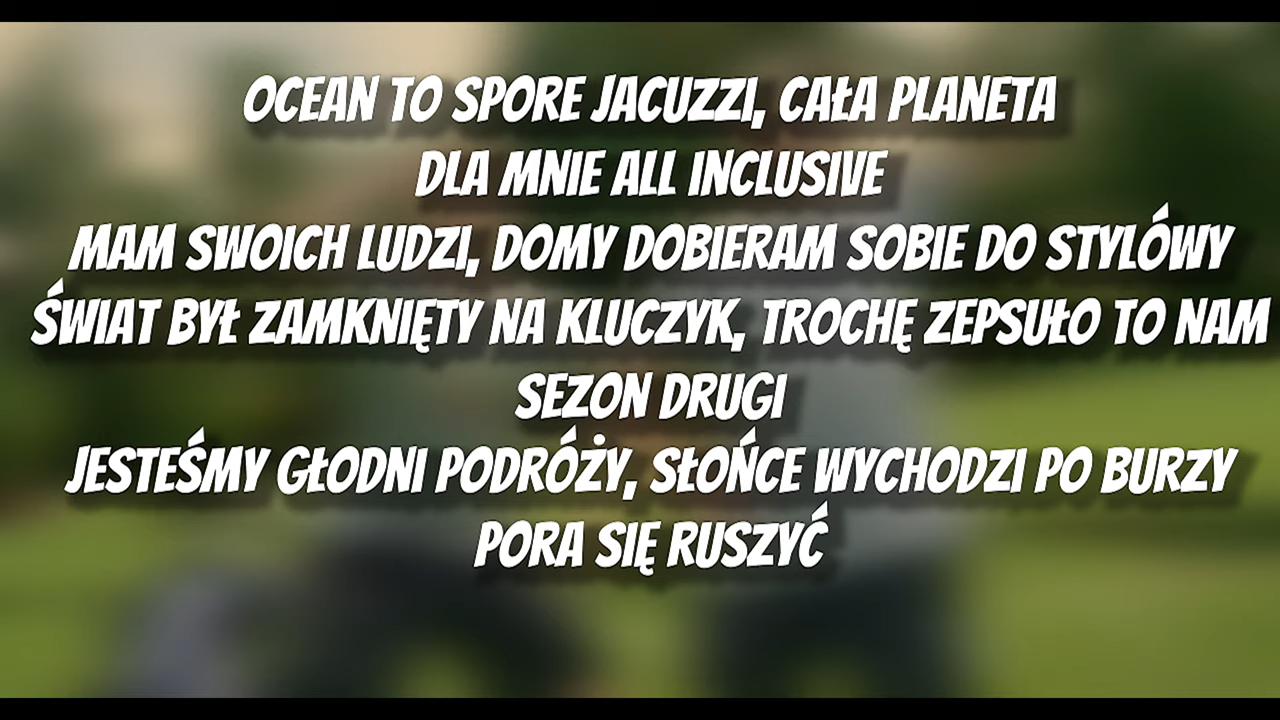 OCEAN TO SPORE JACUZZI, CAŁA PLANETA
DLA MNIE ALL INCLUSIVE
MAM SWOICH LUDZI, DOMY DOBIERAM SOBIE DO STYLÓWY
ŚWIAT BYŁ ZAMKNIĘTY NA KLUCZYK, TROCHĘ ZEPSUŁO TO NAM
SEZON DRUGI
JESTEŚMY GŁODNI PODRÓŻY, SŁOŃCE WYCHODZI PO BURZY
PORA SIĘ RUSZYĆ